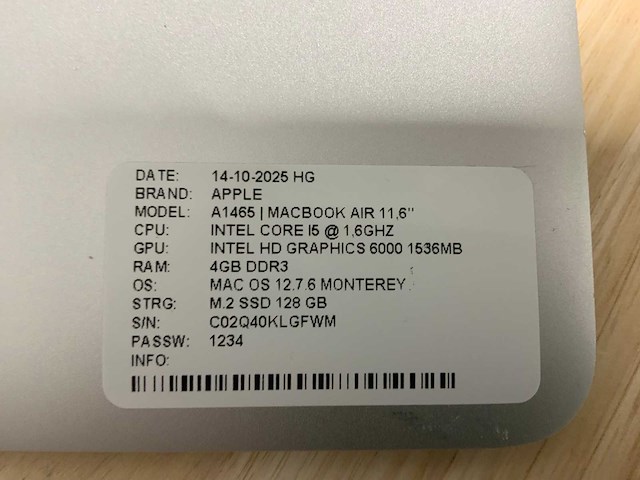 DATE: 14-10-2025 HG
BRAND: APPLE
MODEL: A1465 | MACBOOK AIR 11,6"
CPU: INTEL CORE I5 @ 1,6GHZ
GPU: INTEL HD GRAPHICS 6000 1536MB
RAM: 4GB DDR3
OS: MAC OS 12.7.6 MONTEREY
STRG: M.2 SSD 128 GB
S/N: C02Q40KLGFWM
PASSW: 1234
INFO: